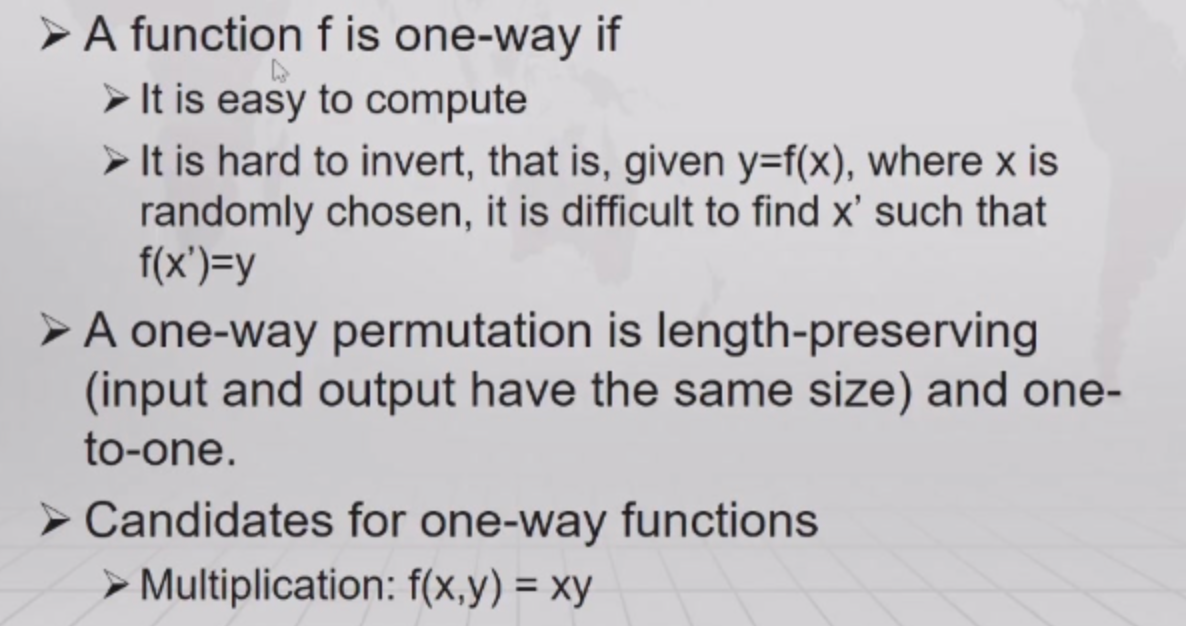 ➢ A function f is one-way if
➢ It is easy to compute
➢ It is hard to invert, that is, given y=f(x), where x is
randomly chosen, it is difficult to find x’ such that
f(x’)=y
➢ A one-way permutation is length-preserving
(input and output have the same size) and one-
to-one.
➢ Candidates for one-way functions
➢ Multiplication: f(x,y) = xy